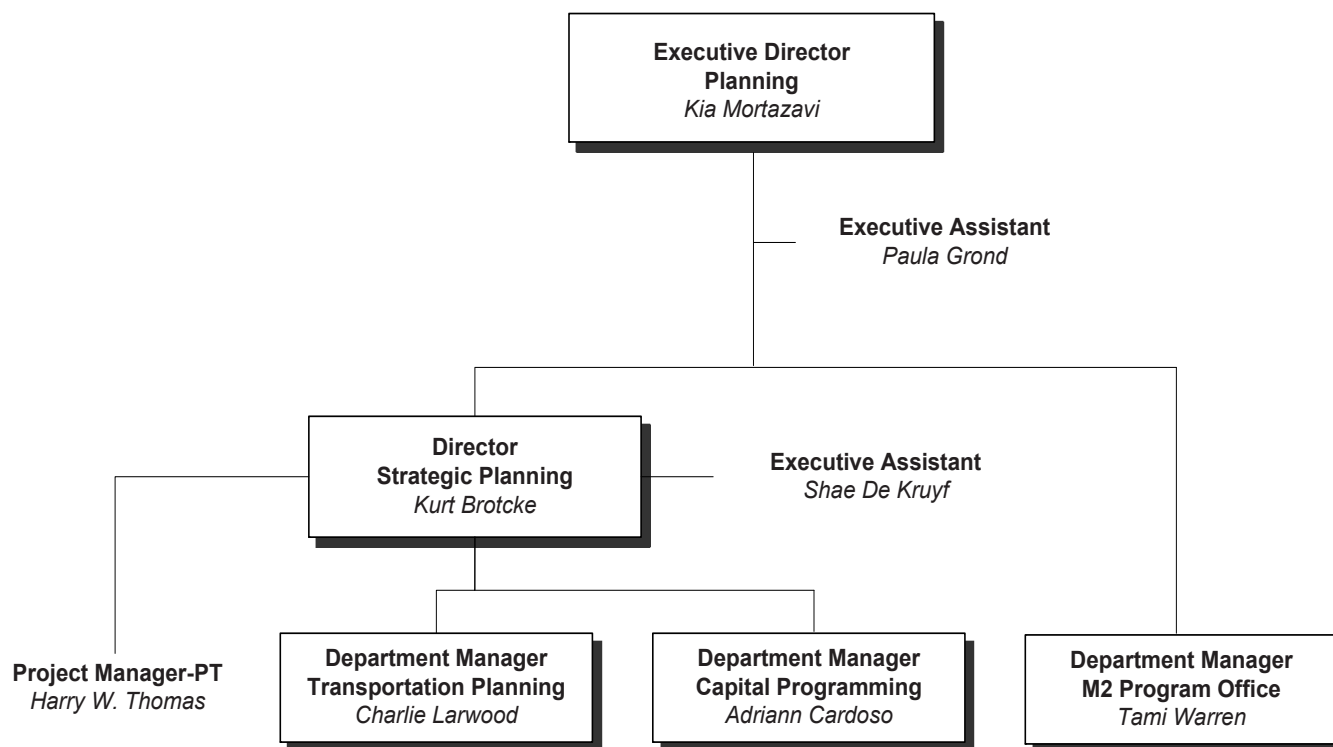 Executive Director
Planning
Kia Mortazavi
Executive Assistant
Paula Grond
Director
Strategic Planning
Kurt Brotcke
Executive Assistant
Shae De Kruyf
Project Manager-PT
Harry W. Thomas
Department Manager
Transportation Planning
Charlie Larwood
Department Manager
Capital Programming
Adriann Cardoso
Department Manager
M2 Program Office
Tami Warren